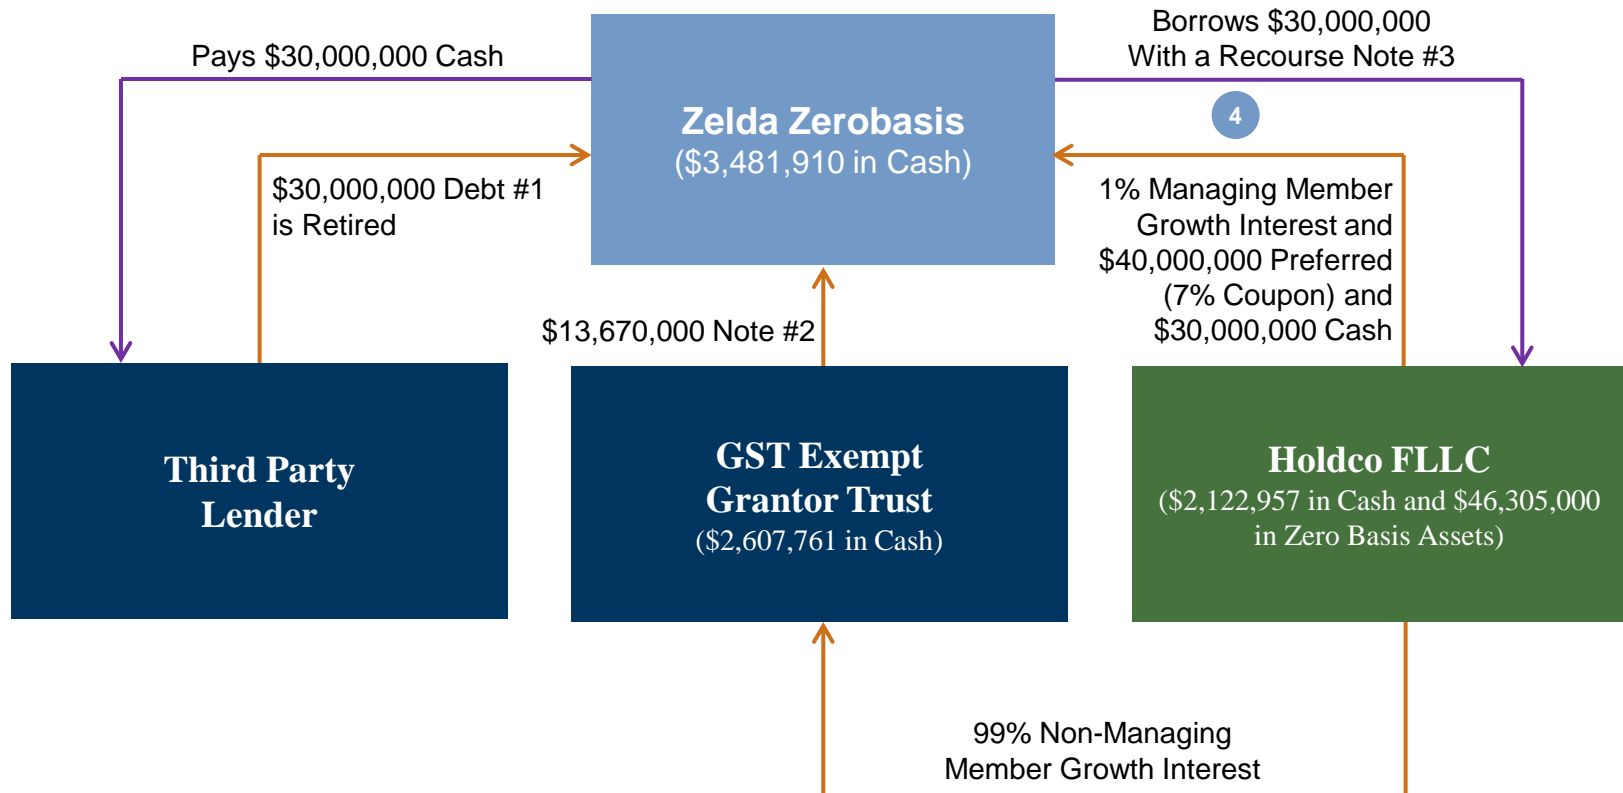 Pays $30,000,000 Cash
Borrows $30,000,000
With a Recourse Note #3
Zelda Zerobasis
($3,481,910 in Cash)
4
$30,000,000 Debt #1
is Retired
1% Managing Member
Growth Interest and
$40,000,000 Preferred
(7% Coupon) and
$30,000,000 Cash
$13,670,000 Note #2
Third Party
Lender
GST Exempt
Grantor Trust
($2,607,761 in Cash)
Holdco FLLC
($2,122,957 in Cash and $46,305,000
in Zero Basis Assets)
99% Non-Managing
Member Growth Interest